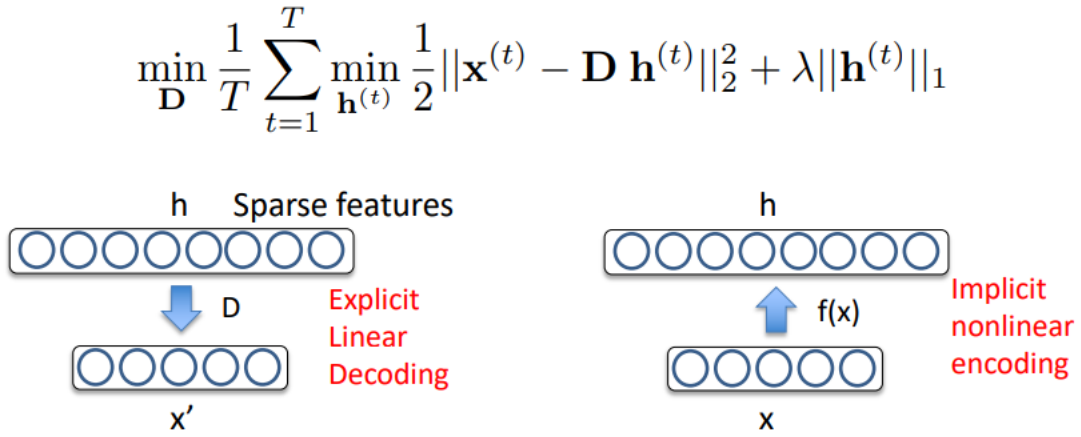 min_D 1/T ∑_{t=1}^{T} min_{h^{(t)}} 1/2 ||x^{(t)} − D h^{(t)}||_2^2 + λ||h^{(t)}||_1
h Sparse features
D
Explicit
Linear
Decoding
x’
h
f(x)
Implicit
nonlinear
encoding
x